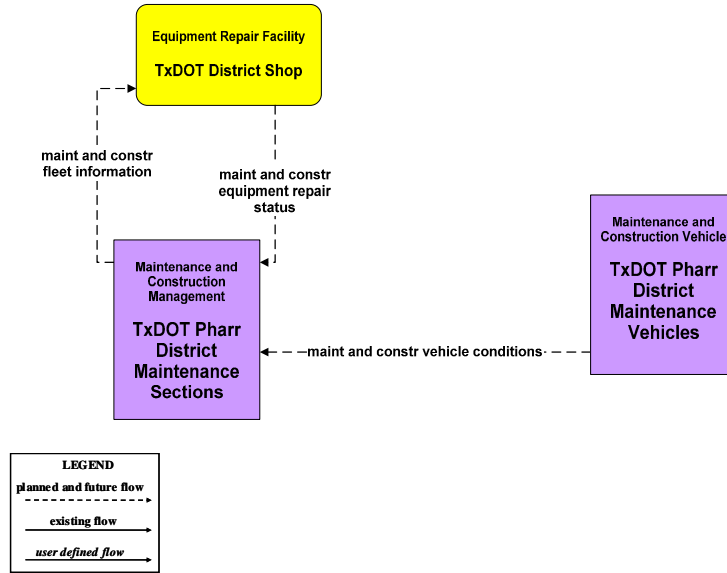 Equipment Repair Facility
TxDOT District Shop
maint and constr
fleet information
maint and constr
equipment repair
status
Maintenance and
Construction Vehicle
TxDOT Pharr
District
Maintenance
Vehicles
Maintenance and
Construction
Management
TxDOT Pharr
District
Maintenance
Sections
maint and constr vehicle conditions
LEGEND
planned and future flow
existing flow
user defined flow